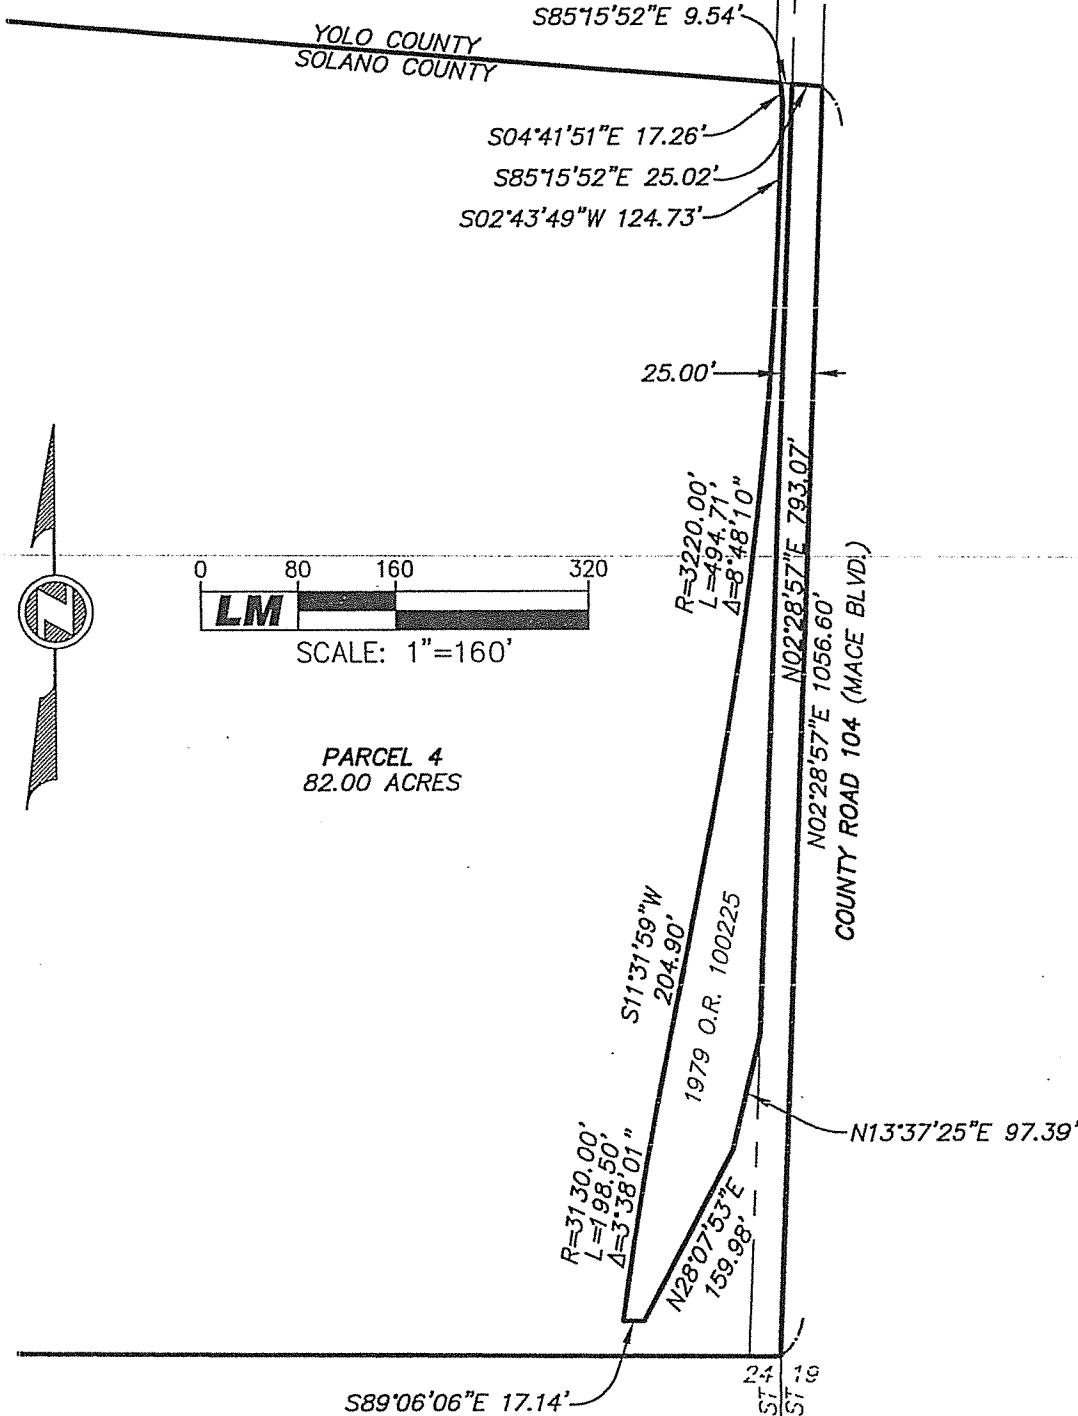 S85°15'52"E 9.54'
YOLO COUNTY
SOLANO COUNTY
S04°41'51"E 17.26'
S85°15'52"E 25.02'
S02°43'49"W 124.73'
25.00'
R=3220.00'
L=494.71'
Δ=8°48'10"
N02°28'57"E 793.07'
N02°28'57"E 1056.60'
COUNTY ROAD 104 (MACE BLVD.)
N
0 80 160 320
LM
SCALE: 1"=160'
PARCEL 4
82.00 ACRES
S11°31'59"W
204.90'
1979 O.R. 100225
N13°37'25"E 97.39'
R=3130.00'
L=198.50'
Δ=3°38'01"
N28°07'53"E
159.98'
24 19
S89°06'06"E 17.14'